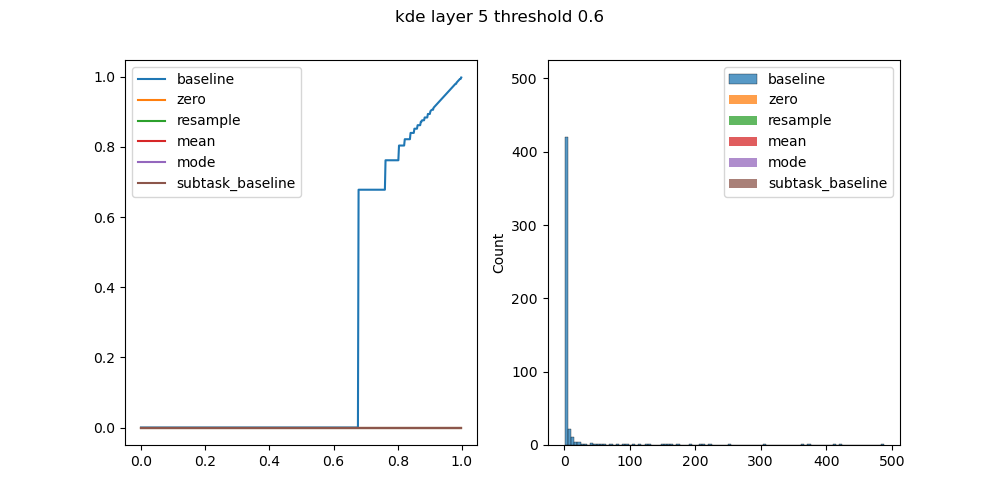 kde layer 5 threshold 0.6
baseline
zero
resample
mean
mode
subtask_baseline
1.0
0.8
0.6
0.4
0.2
0.0
0.0 0.2 0.4 0.6 0.8 1.0
baseline
zero
resample
mean
mode
subtask_baseline
Count
500
400
300
200
100
0
0 100 200 300 400 500